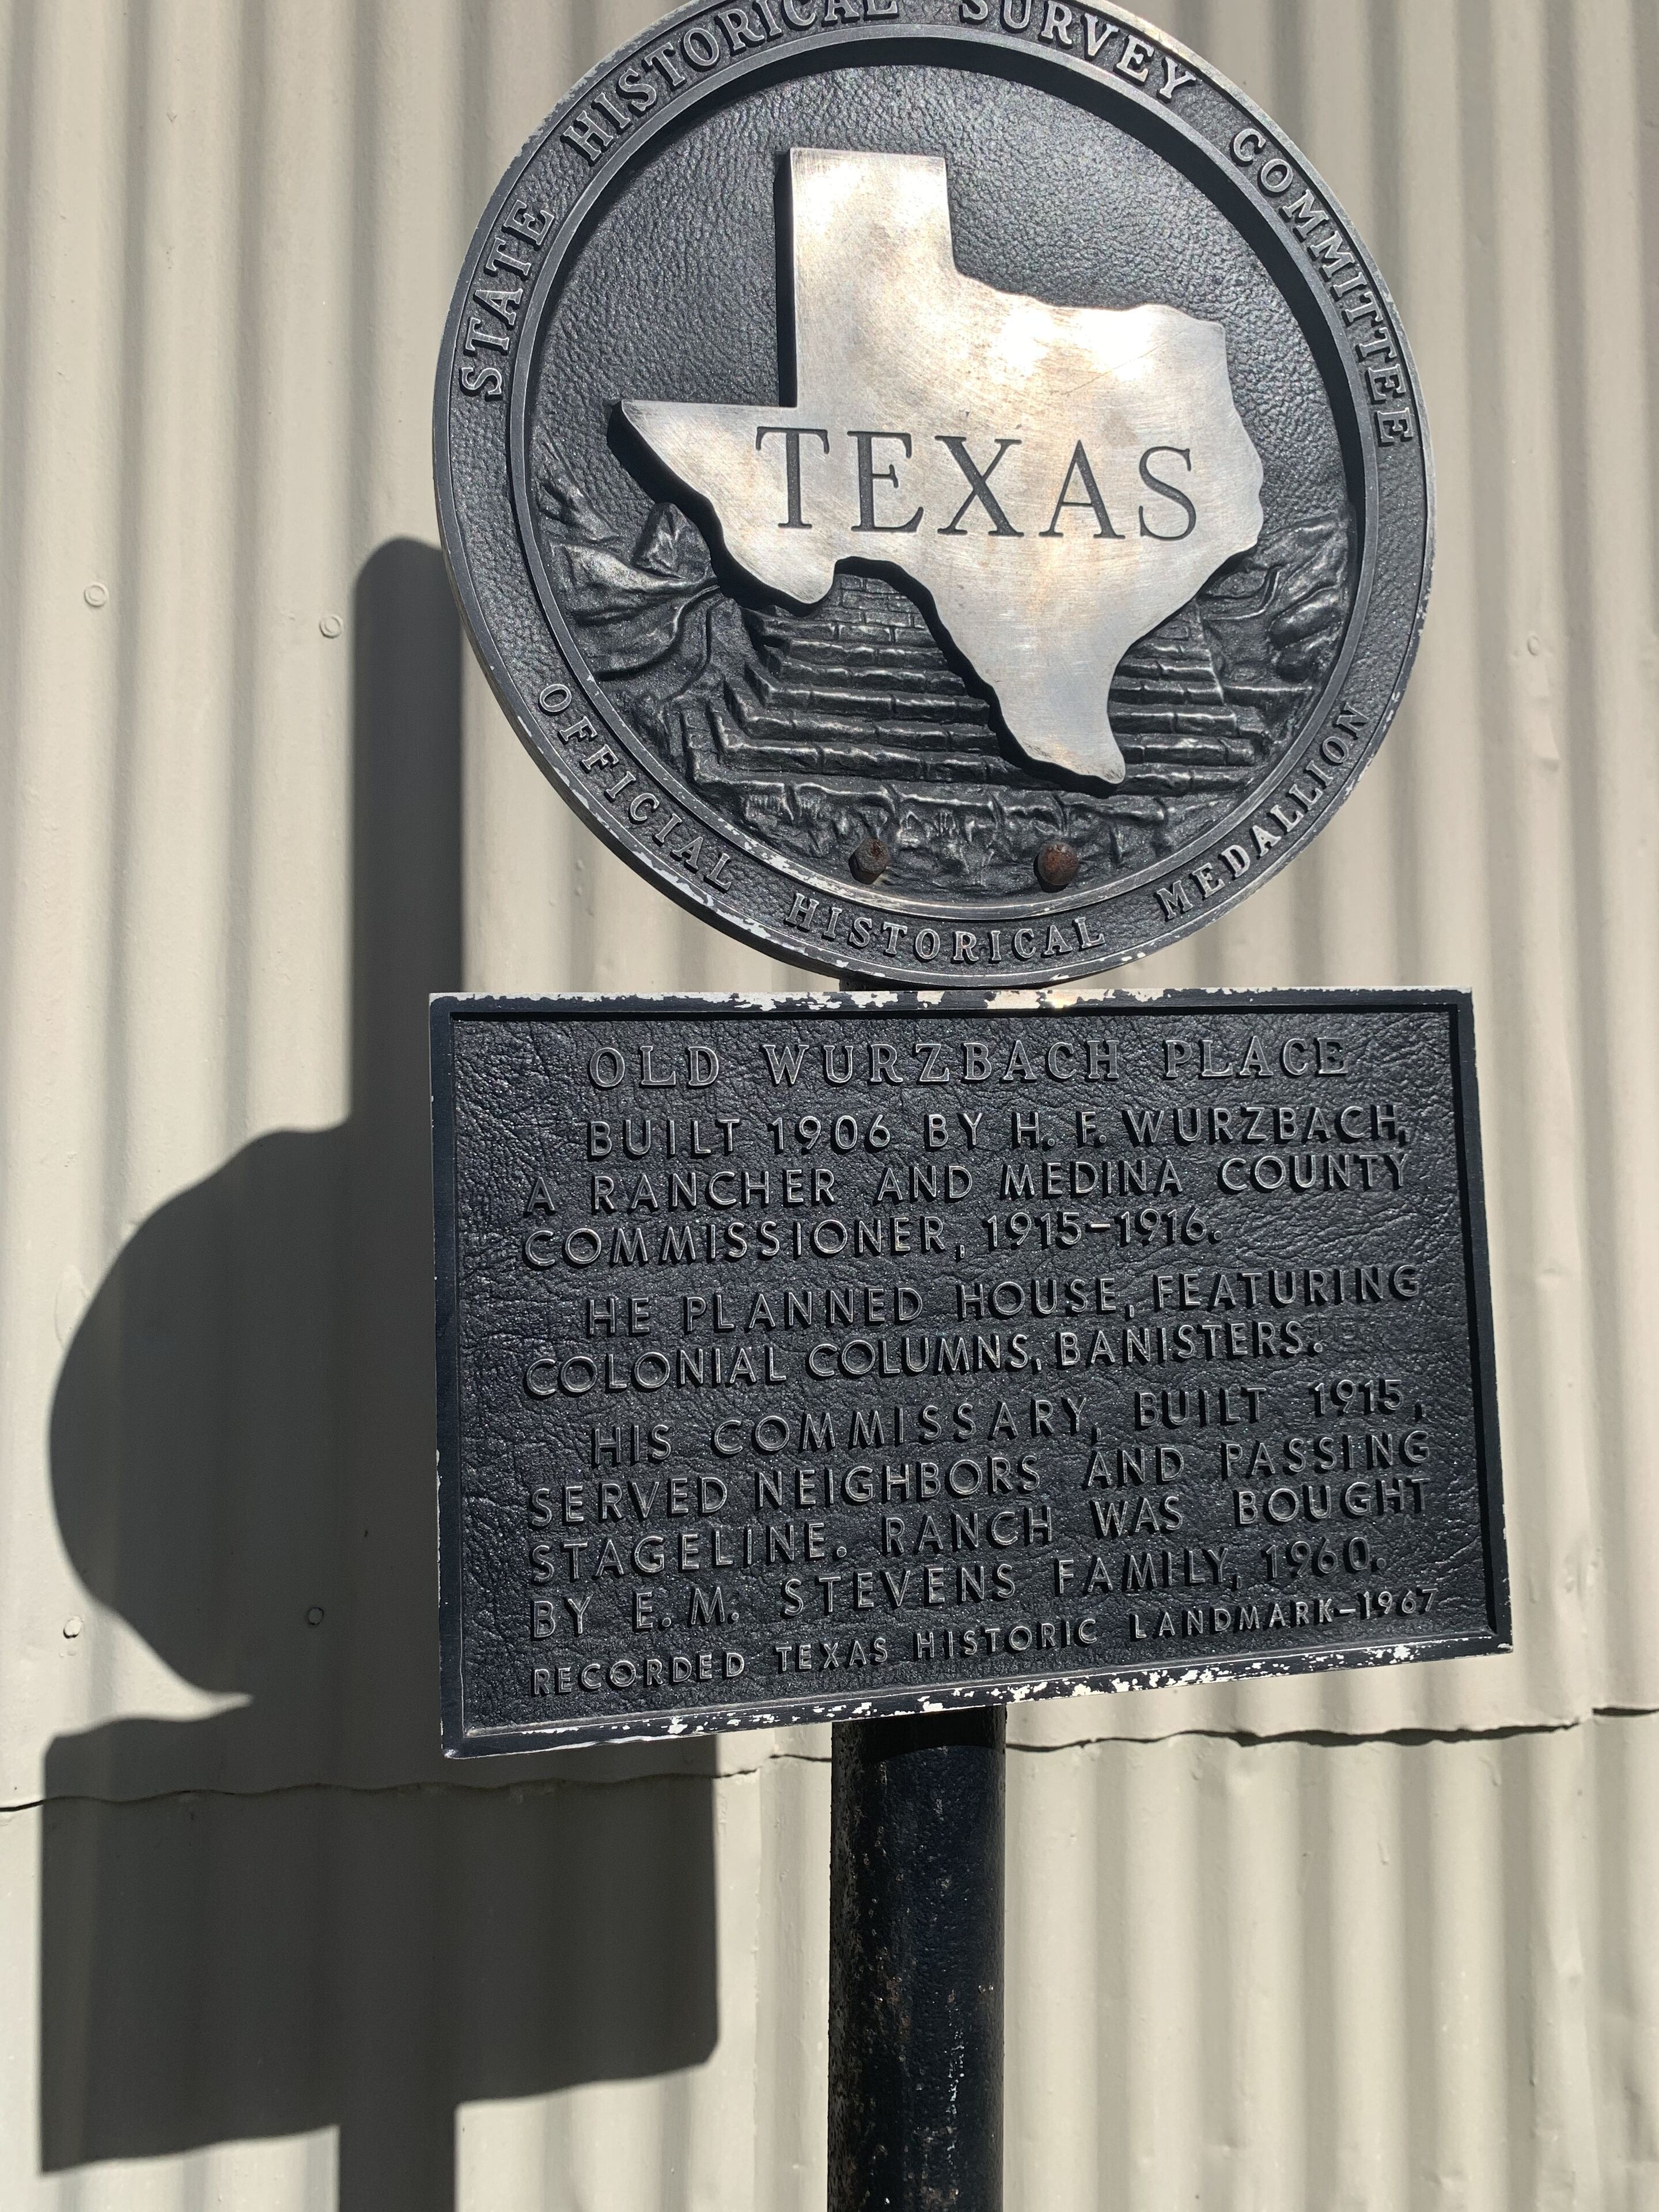 STATE HISTORICAL SURVEY COMMITTEE
TEXAS
OFFICIAL HISTORICAL MEDALLION
OLD WURZBACH PLACE
BUILT 1906 BY H. F. WURZBACH,
A RANCHER AND MEDINA COUNTY
COMMISSIONER, 1915-1916.
HE PLANNED HOUSE, FEATURING
COLONIAL COLUMNS, BANISTERS.
HIS COMMISSARY, BUILT 1915,
SERVED NEIGHBORS AND PASSING
STAGELINE. RANCH WAS BOUGHT
BY E. M. STEVENS FAMILY, 1960.
RECORDED TEXAS HISTORIC LANDMARK-1967